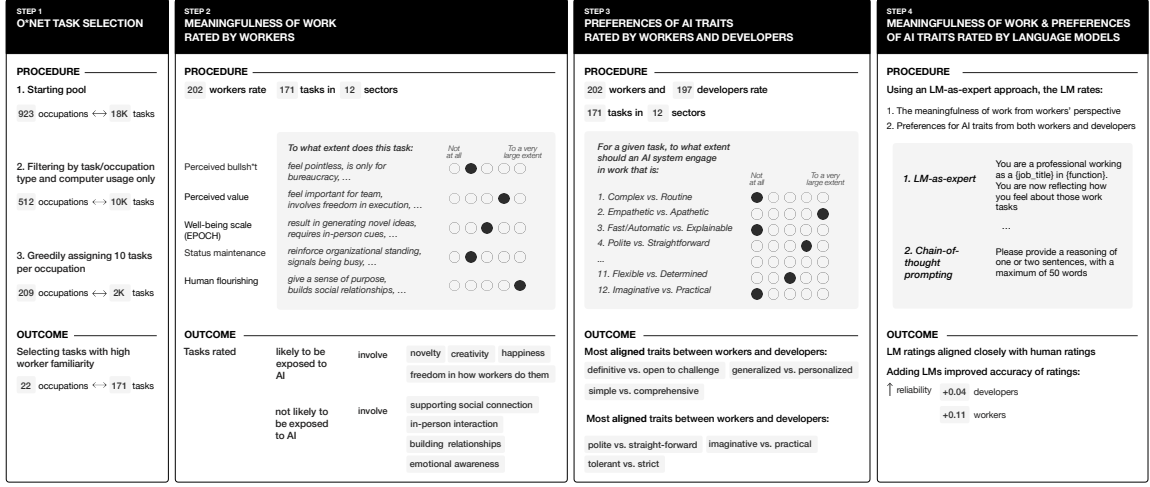 STEP 1
O*NET TASK SELECTION
PROCEDURE
1. Starting pool
923 occupations ⟷ 18K tasks
2. Filtering by task/occupation
type and computer usage only
512 occupations ⟷ 10K tasks
3. Greedily assigning 10 tasks
per occupation
209 occupations ⟷ 2K tasks
OUTCOME
Selecting tasks with high
worker familiarity
22 occupations ⟷ 171 tasks
STEP 2
MEANINGFULNESS OF WORK
RATED BY WORKERS
PROCEDURE
202 workers rate 171 tasks in 12 sectors
To what extent does this task:
Not
at all
To a very
large extent
Perceived bullsh*t
feel pointless, is only for
bureaucracy, …
Perceived value
feel important for team,
involves freedom in execution, …
Well-being scale
(EPOCH)
result in generating novel ideas,
requires in-person cues, …
Status maintenance
reinforce organizational standing,
signals being busy, …
Human flourishing
give a sense of purpose,
builds social relationships, …
OUTCOME
Tasks rated
likely to be
exposed to
AI
involve
novelty creativity happiness
freedom in how workers do them
not likely to
be exposed
to AI
involve
supporting social connection
in-person interaction
building relationships
emotional awareness
STEP 3
PREFERENCES OF AI TRAITS
RATED BY WORKERS AND DEVELOPERS
PROCEDURE
202 workers and 197 developers rate
171 tasks in 12 sectors
For a given task, to what extent
should an AI system engage
in work that is:
Not
at all
To a very
large extent
1. Complex vs. Routine
2. Empathetic vs. Apathetic
3. Fast/Automatic vs. Explainable
4. Polite vs. Straightforward
...
11. Flexible vs. Determined
12. Imaginative vs. Practical
OUTCOME
Most aligned traits between workers and developers:
definitive vs. open to challenge generalized vs. personalized
simple vs. comprehensive
Most aligned traits between workers and developers:
polite vs. straight-forward imaginative vs. practical
tolerant vs. strict
STEP 4
MEANINGFULNESS OF WORK & PREFERENCES
OF AI TRAITS RATED BY LANGUAGE MODELS
PROCEDURE
Using an LM-as-expert approach, the LM rates:
1. The meaningfulness of work from workers' perspective
2. Preferences for AI traits from both workers and developers
1. LM-as-expert
You are a professional working
as a {job_title} in {function}.
You are now reflecting how
you feel about those work
tasks
...
2. Chain-of-
thought
prompting
Please provide a reasoning of
one or two sentences, with a
maximum of 50 words
OUTCOME
LM ratings aligned closely with human ratings
Adding LMs improved accuracy of ratings:
↑ reliability +0.04 developers
+0.11 workers